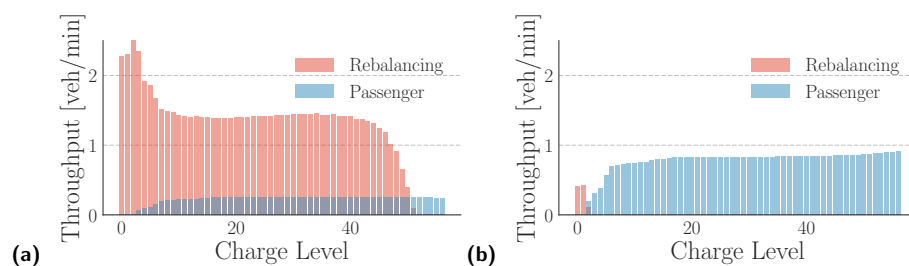 Throughput [veh/min]
2
1
0
Rebalancing
Passenger
0 20 40
Charge Level
(a)
Throughput [veh/min]
2
1
0
Rebalancing
Passenger
0 20 40
Charge Level
(b)